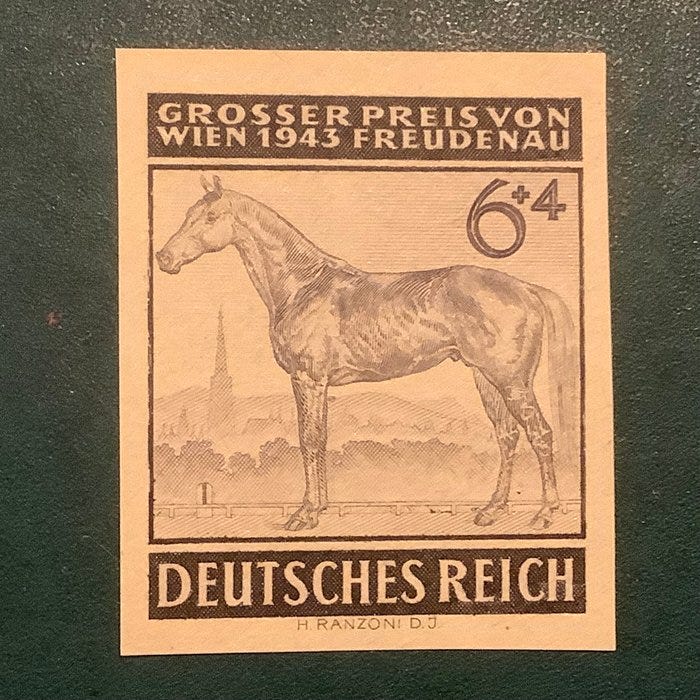 GROSSER PREIS VON
WIEN 1943 FREUDENAU
6+4
DEUTSCHES REICH
H. RANZONI D. J.